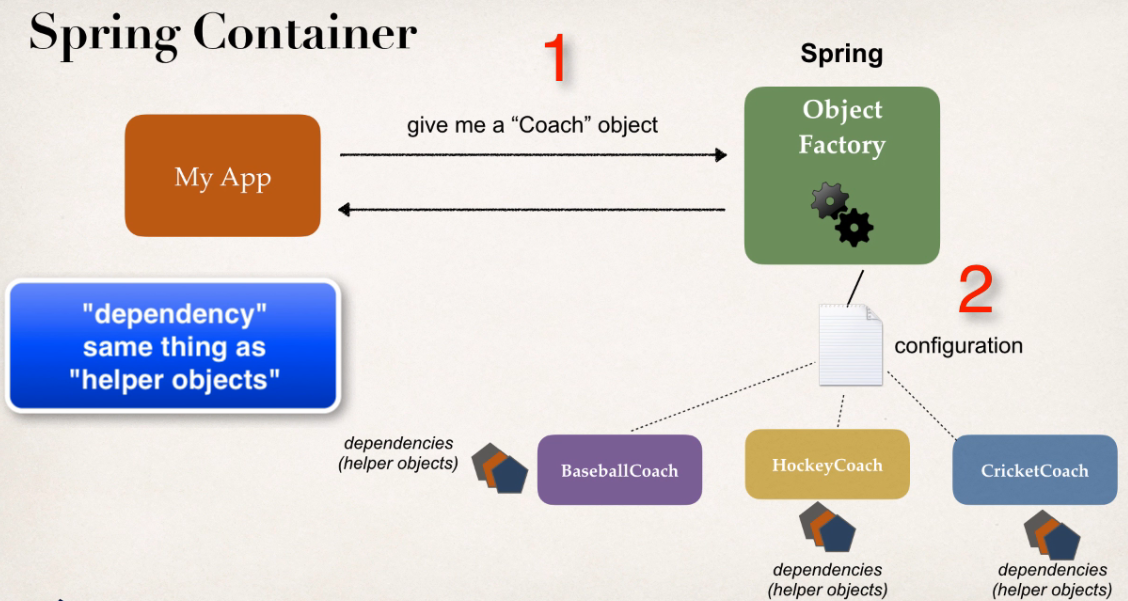 Spring Container
1
Spring
give me a “Coach” object
Object
Factory
My App
2
"dependency"
same thing as
"helper objects"
configuration
dependencies
(helper objects)
BaseballCoach
HockeyCoach
CricketCoach
dependencies
(helper objects)
dependencies
(helper objects)